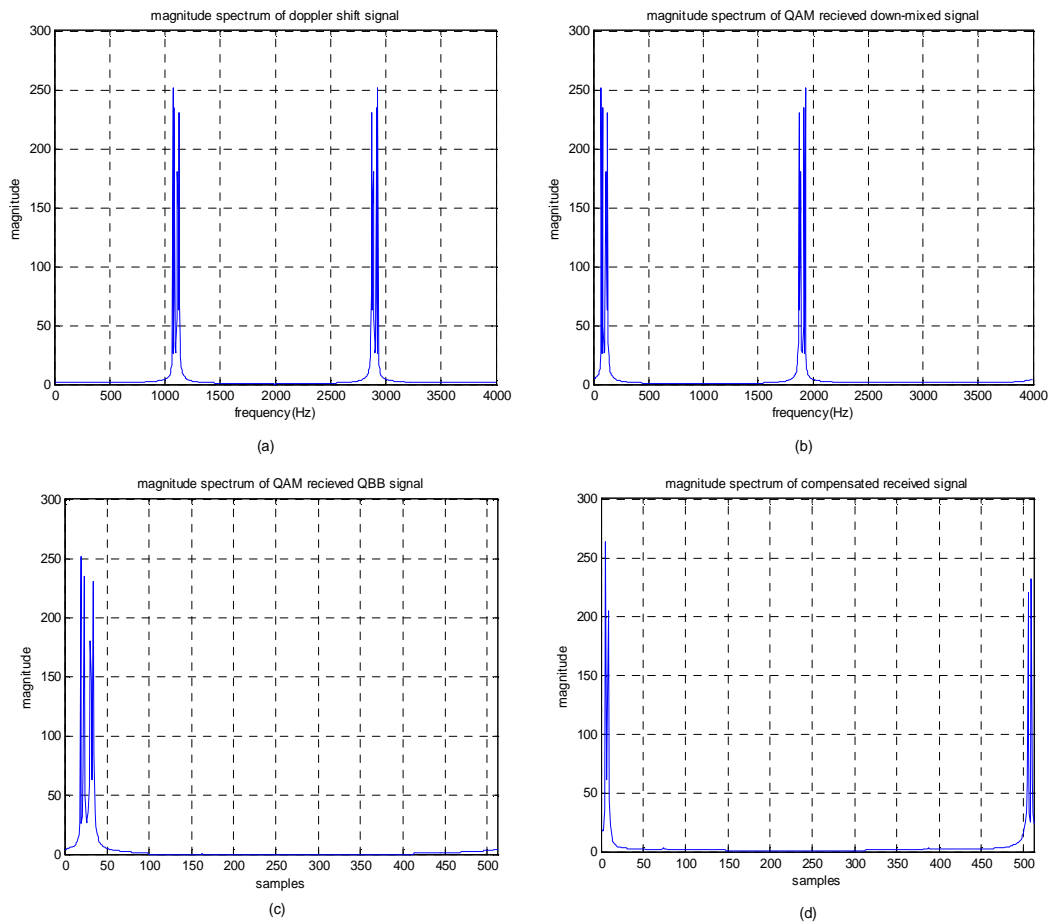 magnitude spectrum of doppler shift signal
300
250
200
150
100
50
0
magnitude
0 500 1000 1500 2000 2500 3000 3500 4000
frequency(Hz)
(a)
magnitude spectrum of QAM recieved down-mixed signal
300
250
200
150
100
50
0
magnitude
0 500 1000 1500 2000 2500 3000 3500 4000
frequency(Hz)
(b)
magnitude spectrum of QAM recieved QBB signal
300
250
200
150
100
50
0
magnitude
0 50 100 150 200 250 300 350 400 450 500
samples
(c)
magnitude spectrum of compensated received signal
300
250
200
150
100
50
0
magnitude
0 50 100 150 200 250 300 350 400 450 500
samples
(d)